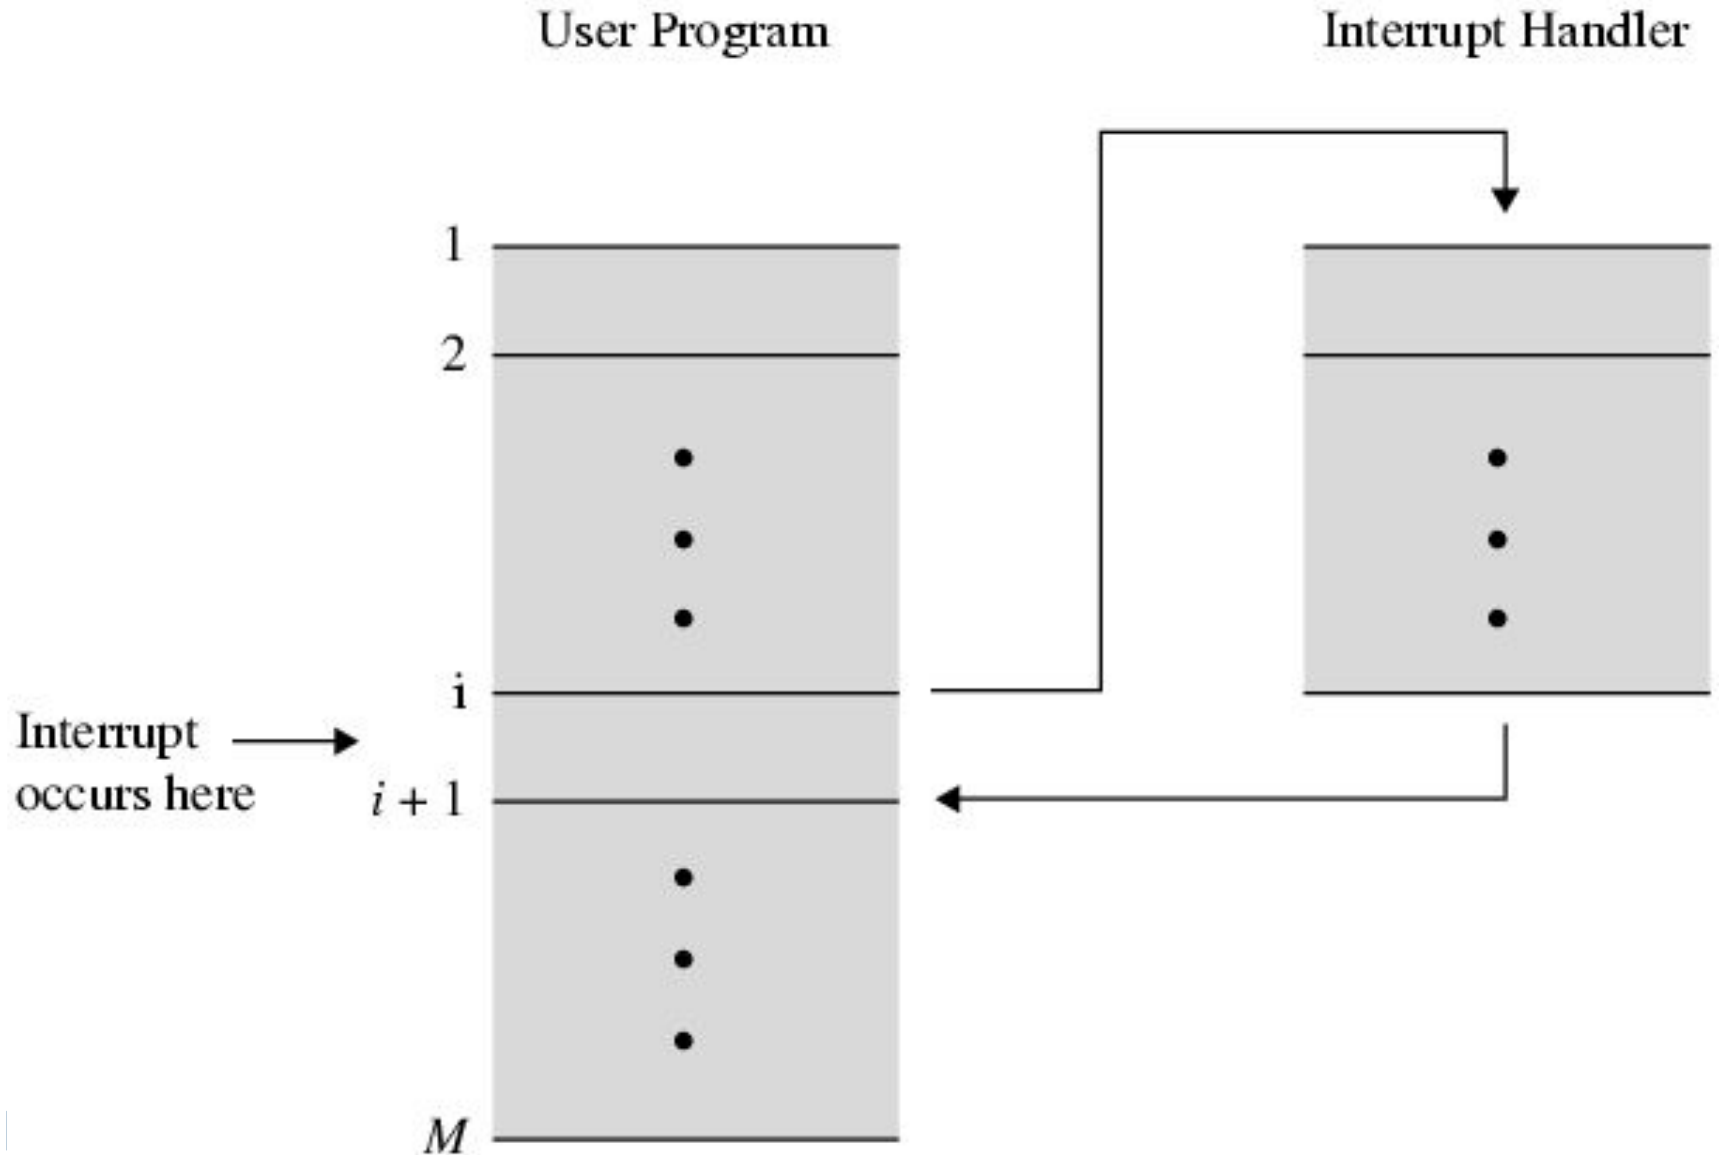 User Program
Interrupt Handler
1
2
i
Interrupt
occurs here
i + 1
M